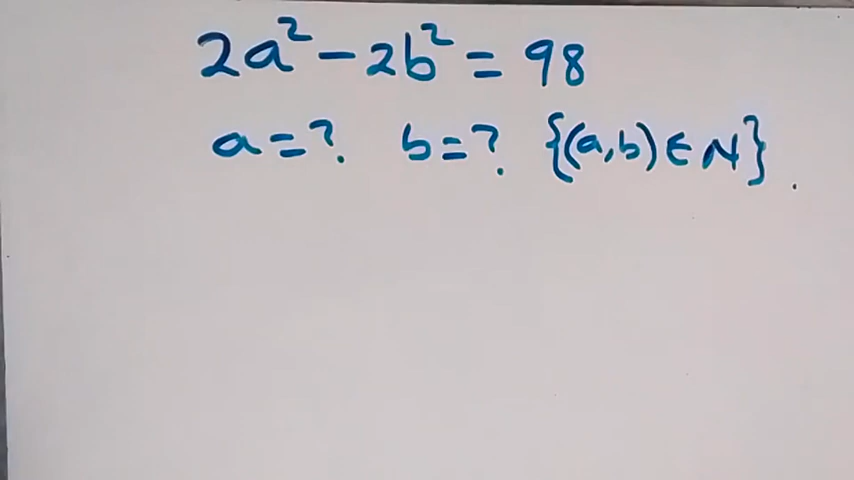 2a² - 2b² = 98
a = ?. b = ?. {(a,b) ∈ N}.